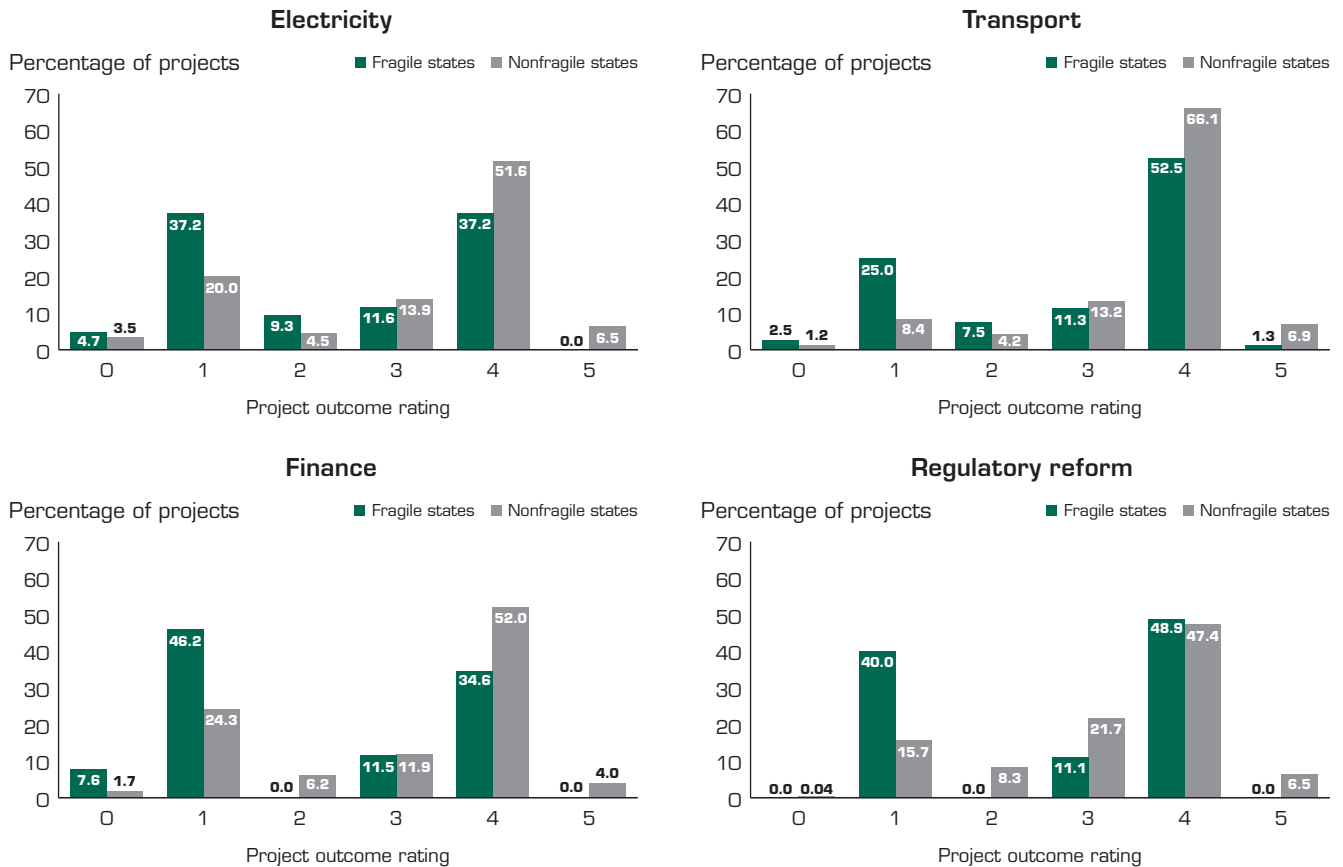 Electricity
Percentage of projects
Fragile states Nonfragile states
70
60
50
40
30
20
10
0
4.7 3.5 37.2 20.0 9.3 4.5 11.6 13.9 37.2 51.6 0.0 6.5
0 1 2 3 4 5
Project outcome rating
Transport
Percentage of projects
Fragile states Nonfragile states
70
60
50
40
30
20
10
0
2.5 1.2 25.0 8.4 7.5 4.2 11.3 13.2 52.5 66.1 1.3 6.9
0 1 2 3 4 5
Project outcome rating
Finance
Percentage of projects
Fragile states Nonfragile states
70
60
50
40
30
20
10
0
7.6 1.7 46.2 24.3 0.0 6.2 11.5 11.9 34.6 52.0 0.0 4.0
0 1 2 3 4 5
Project outcome rating
Regulatory reform
Percentage of projects
Fragile states Nonfragile states
70
60
50
40
30
20
10
0
0.0 0.04 40.0 15.7 0.0 8.3 11.1 21.7 48.9 47.4 0.0 6.5
0 1 2 3 4 5
Project outcome rating